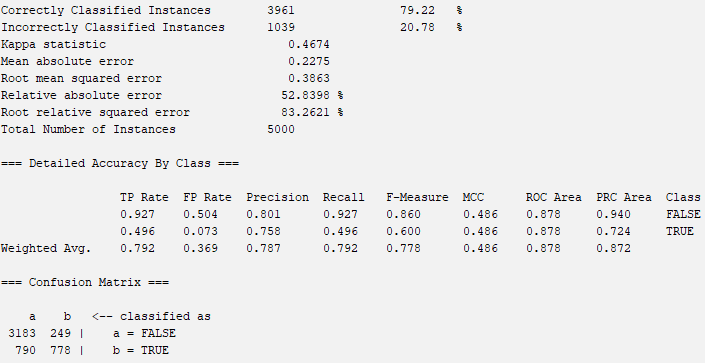 Correctly Classified Instances 3961 79.22 %
Incorrectly Classified Instances 1039 20.78 %
Kappa statistic 0.4674
Mean absolute error 0.2275
Root mean squared error 0.3863
Relative absolute error 52.8398 %
Root relative squared error 83.2621 %
Total Number of Instances 5000
=== Detailed Accuracy By Class ===
TP Rate FP Rate Precision Recall F-Measure MCC ROC Area PRC Area Class
0.927 0.504 0.801 0.927 0.860 0.486 0.878 0.940 FALSE
0.496 0.073 0.758 0.496 0.600 0.486 0.878 0.724 TRUE
Weighted Avg. 0.792 0.369 0.787 0.792 0.778 0.486 0.878 0.872
=== Confusion Matrix ===
a b <-- classified as
3183 249 | a = FALSE
790 778 | b = TRUE